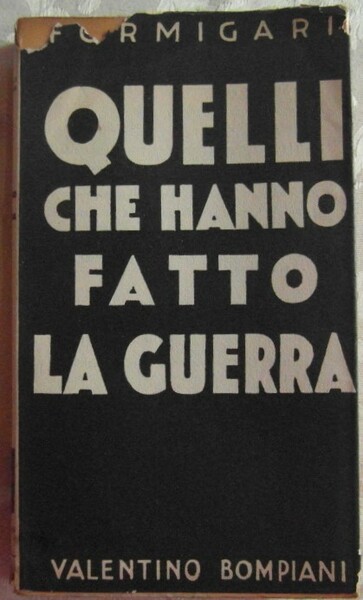 FORMIGARI
QUELLI
CHE HANNO
FATTO
LA GUERRA
VALENTINO BOMPIANI